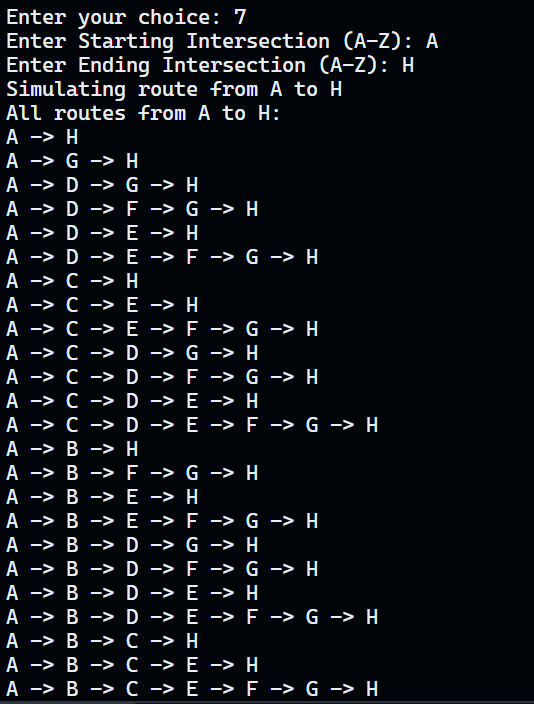 Enter your choice: 7
Enter Starting Intersection (A-Z): A
Enter Ending Intersection (A-Z): H
Simulating route from A to H
All routes from A to H:
A -> H
A -> G -> H
A -> D -> G -> H
A -> D -> F -> G -> H
A -> D -> E -> H
A -> D -> E -> F -> G -> H
A -> C -> H
A -> C -> E -> H
A -> C -> E -> F -> G -> H
A -> C -> D -> G -> H
A -> C -> D -> F -> G -> H
A -> C -> D -> E -> H
A -> C -> D -> E -> F -> G -> H
A -> B -> H
A -> B -> F -> G -> H
A -> B -> E -> H
A -> B -> E -> F -> G -> H
A -> B -> D -> G -> H
A -> B -> D -> F -> G -> H
A -> B -> D -> E -> H
A -> B -> D -> E -> F -> G -> H
A -> B -> C -> H
A -> B -> C -> E -> H
A -> B -> C -> E -> F -> G -> H